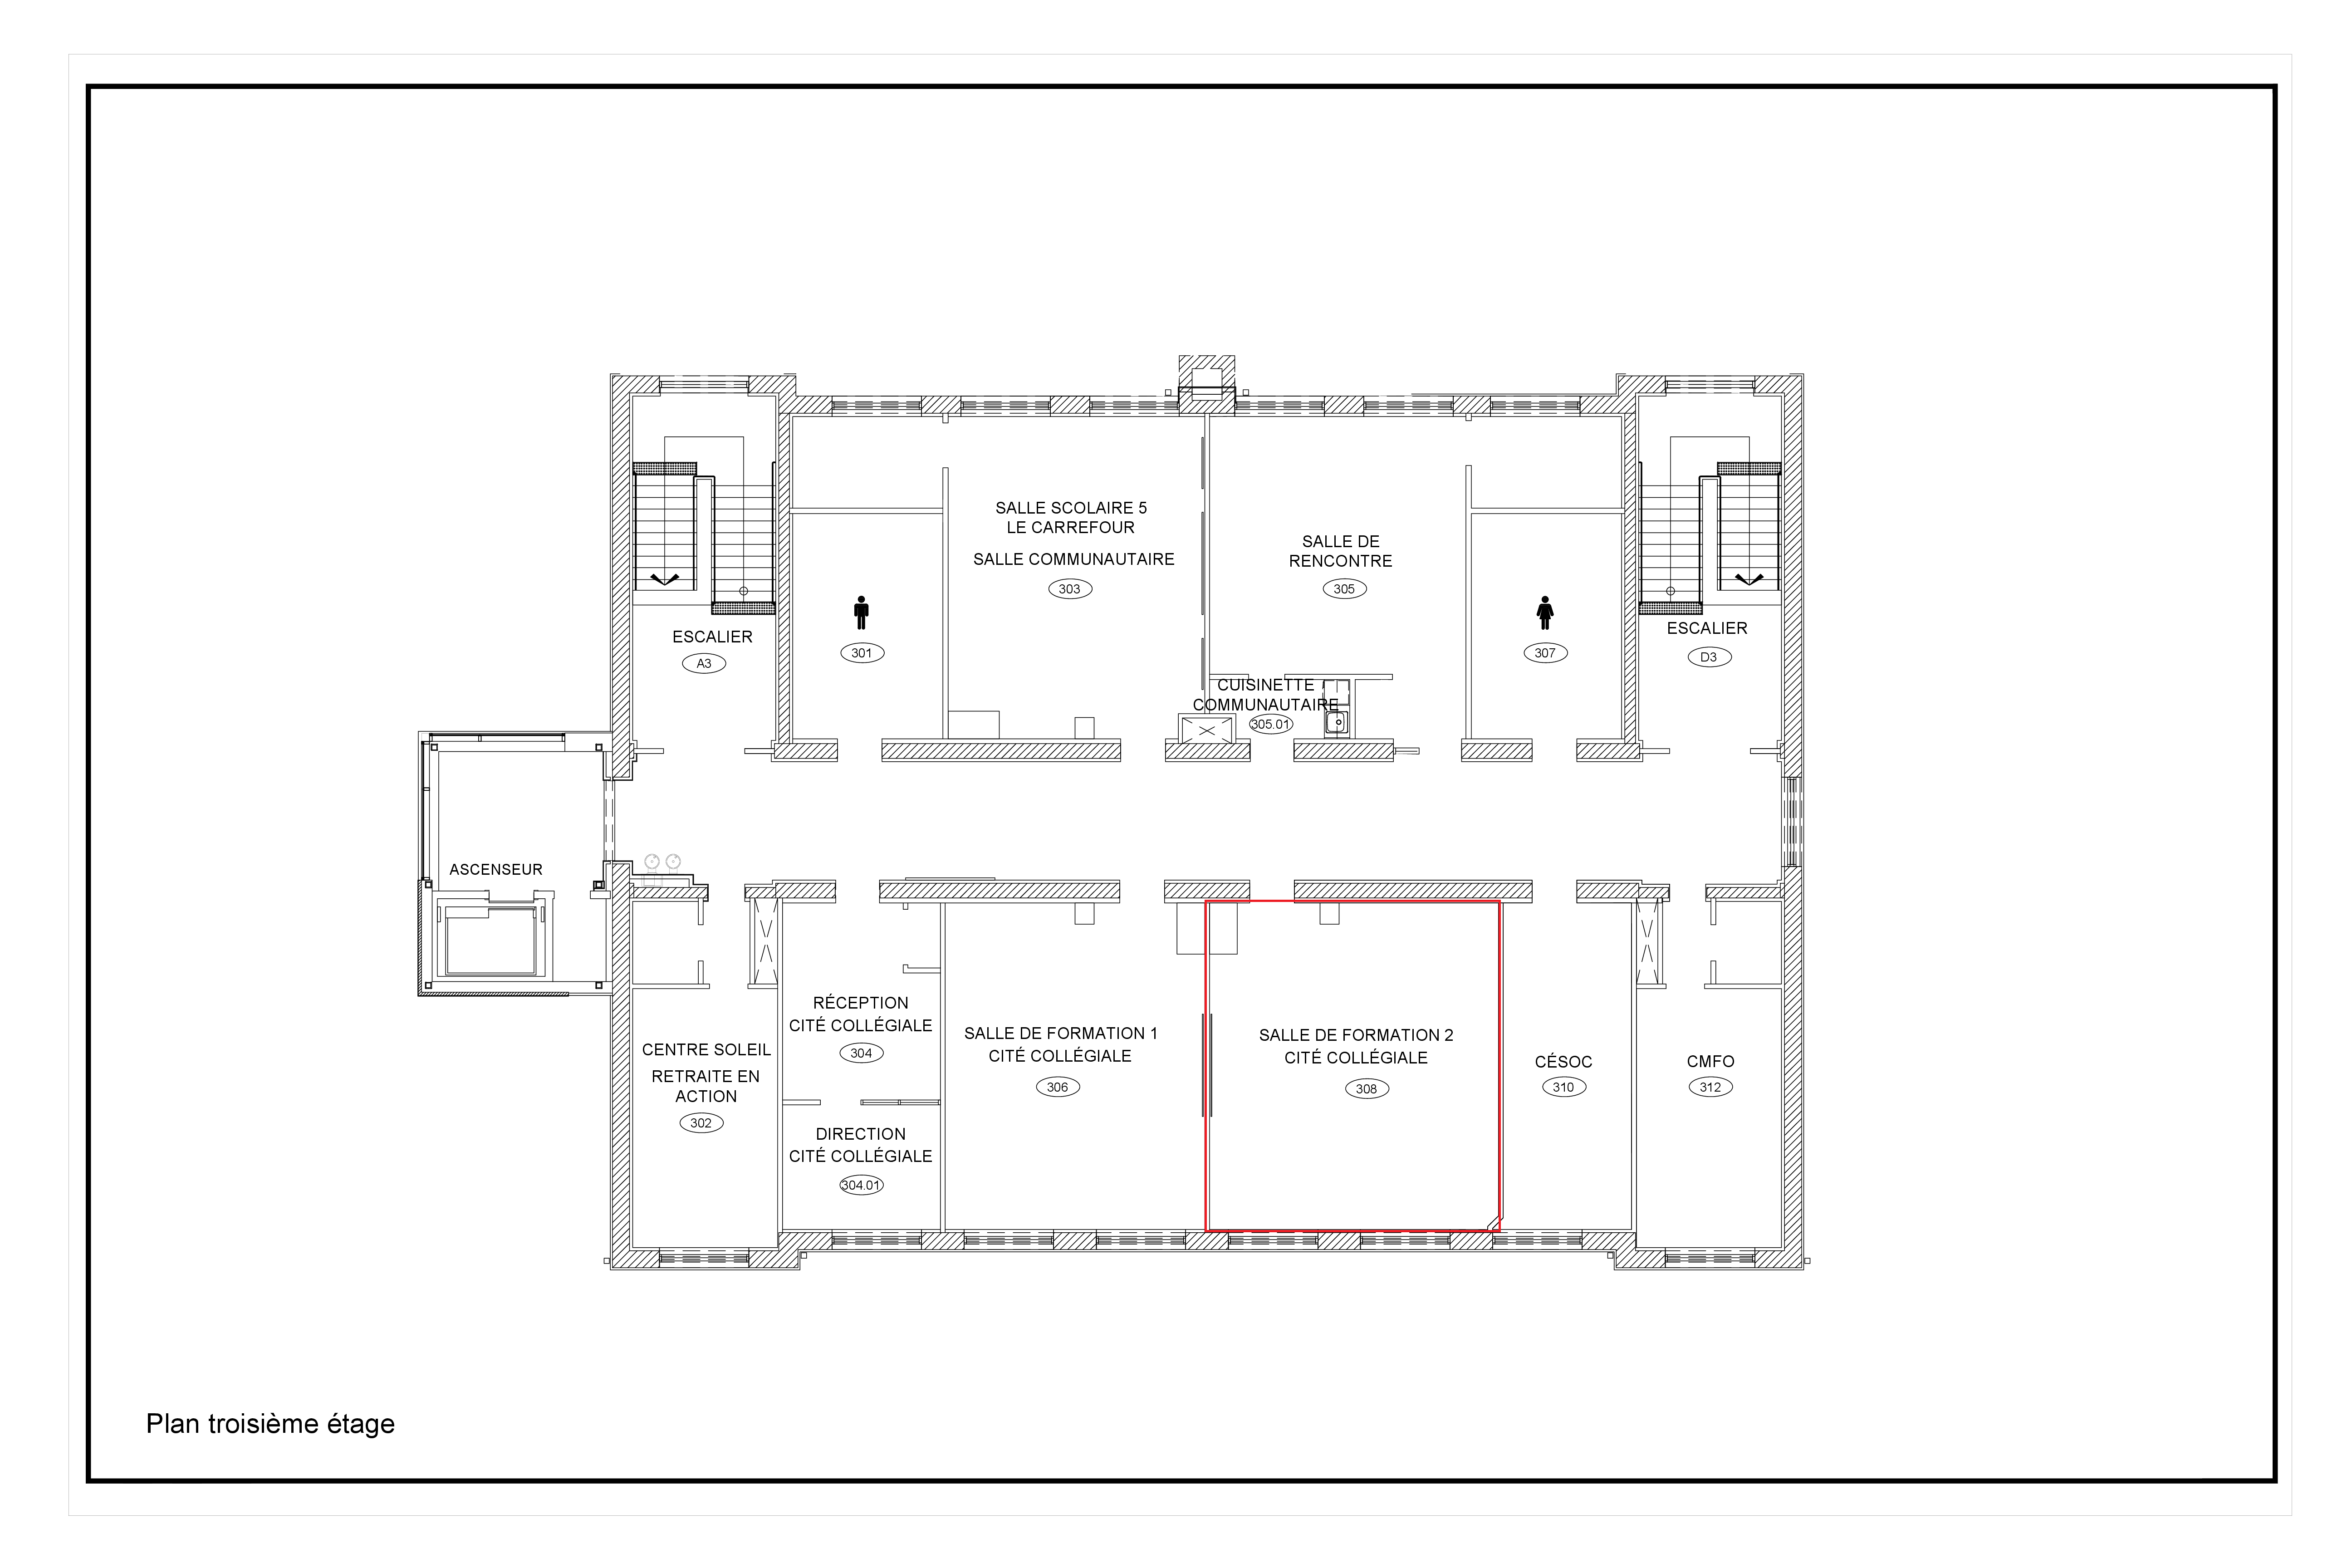 SALLE SCOLAIRE 5
LE CARREFOUR
SALLE COMMUNAUTAIRE
303
SALLE DE
RENCONTRE
305
301
307
ESCALIER
A3
ESCALIER
D3
CUISINETTE
COMMUNAUTAIRE
305.01
ASCENSEUR
CENTRE SOLEIL
RETRAITE EN
ACTION
302
RÉCEPTION
CITÉ COLLÉGIALE
304
DIRECTION
CITÉ COLLÉGIALE
304.01
SALLE DE FORMATION 1
CITÉ COLLÉGIALE
306
SALLE DE FORMATION 2
CITÉ COLLÉGIALE
308
CÉSOC
310
CMFO
312
Plan troisième étage